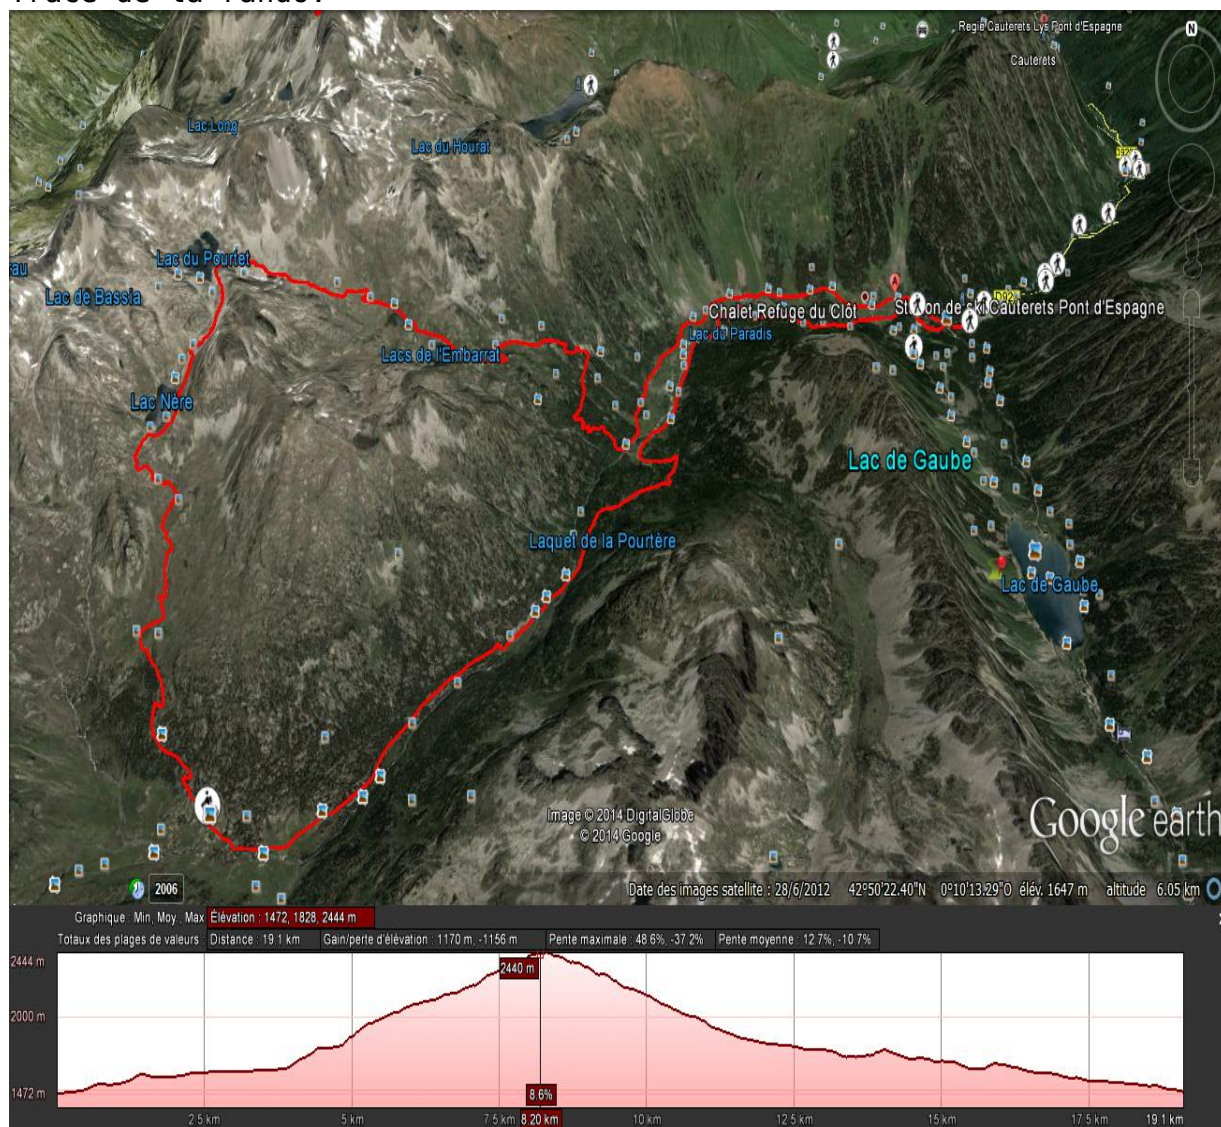 Regie Cauterets Lys Pont d'Espagne
Cauterets
Lac Long
Lac du Hourat
Lac du Pourtet
Lac de Bassia
Chalet Refuge du Clôt
Cauterets Pont d'Espagne
Lac du Paradis
Lacs de l'Embarrat
Lac Nère
Lac de Gaube
Laquet de la Pourtère
Lac de Gaube
Image © 2014 DigitalGlobe
© 2014 Google
Google earth
2006
Date des images satellite : 28/6/2012 42°50'22.40"N 0°10'13.29"O élév. 1647 m altitude 6.05 km
Graphique : Min, Moy., Max Élévation : 1472, 1828, 2444 m
Totaux des plages de valeurs : Distance : 19.1 km Gain/perte d'élévation : 1170 m, -1156 m Pente maximale : 48.6%, -37.2% Pente moyenne : 12.7%, -10.7%
2444 m
2440 m
2000 m
1472 m
8.6%
2.5 km 5 km 7.5 km 8.20 km 10 km 12.5 km 15 km 17.5 km 19.1 km